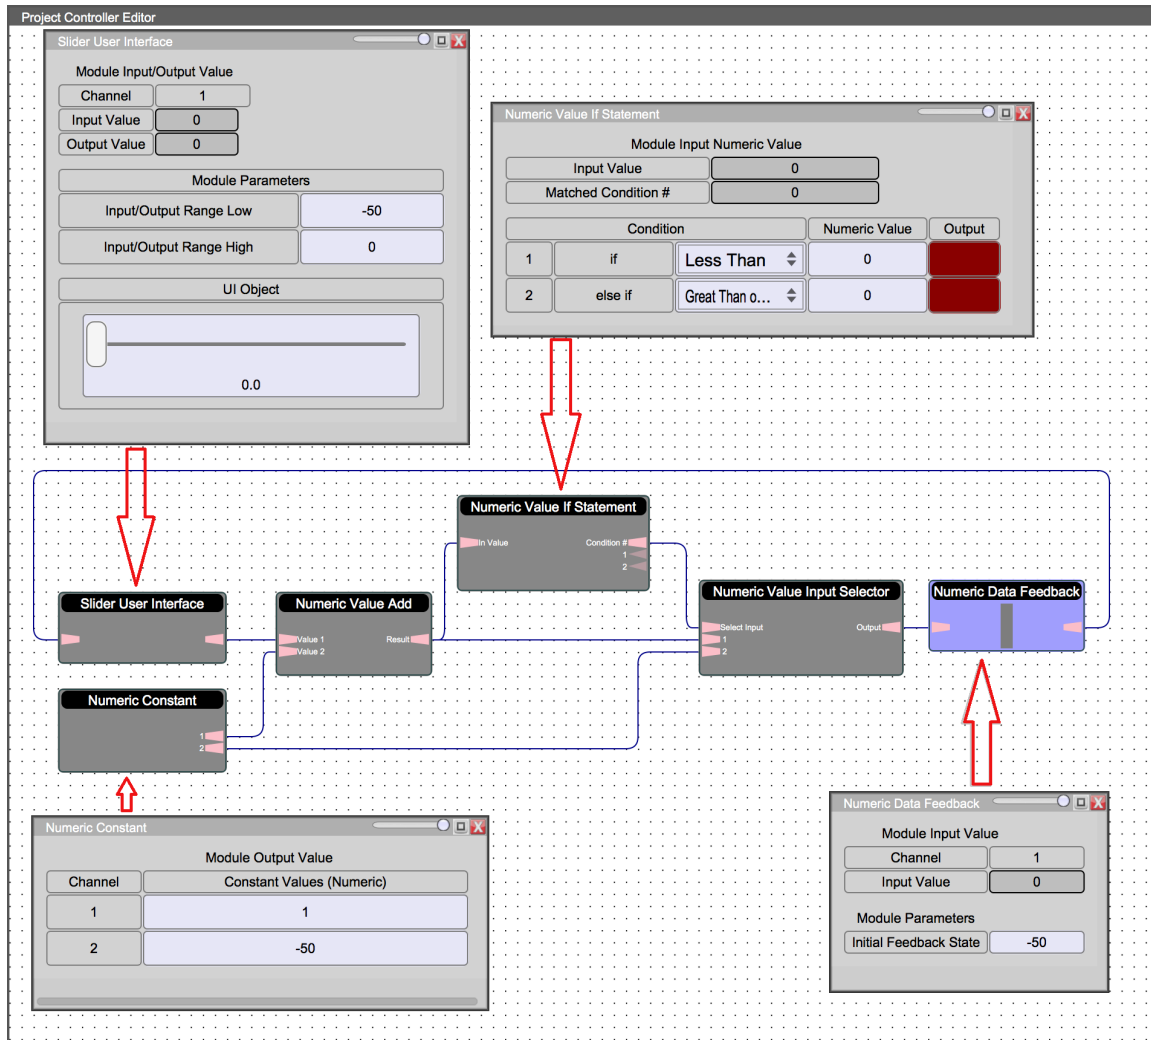 Project Controller Editor
Slider User Interface
X
Module Input/Output Value
Channel 1
Input Value 0
Output Value 0
Module Parameters
Input/Output Range Low -50
Input/Output Range High 0
UI Object
0.0
Numeric Value If Statement
X
Module Input Numeric Value
Input Value 0
Matched Condition # 0
Condition Numeric Value Output
1 if Less Than 0
2 else if Great Than o... 0
Numeric Value If Statement
In Value Condition #
1
2
Slider User Interface
Numeric Value Add
Value 1 Result
Value 2
Numeric Value Input Selector
Select Input Output
1
2
Numeric Data Feedback
Numeric Constant
1
2
Numeric Constant
X
Module Output Value
Channel Constant Values (Numeric)
1 1
2 -50
Numeric Data Feedback
X
Module Input Value
Channel 1
Input Value 0
Module Parameters
Initial Feedback State -50